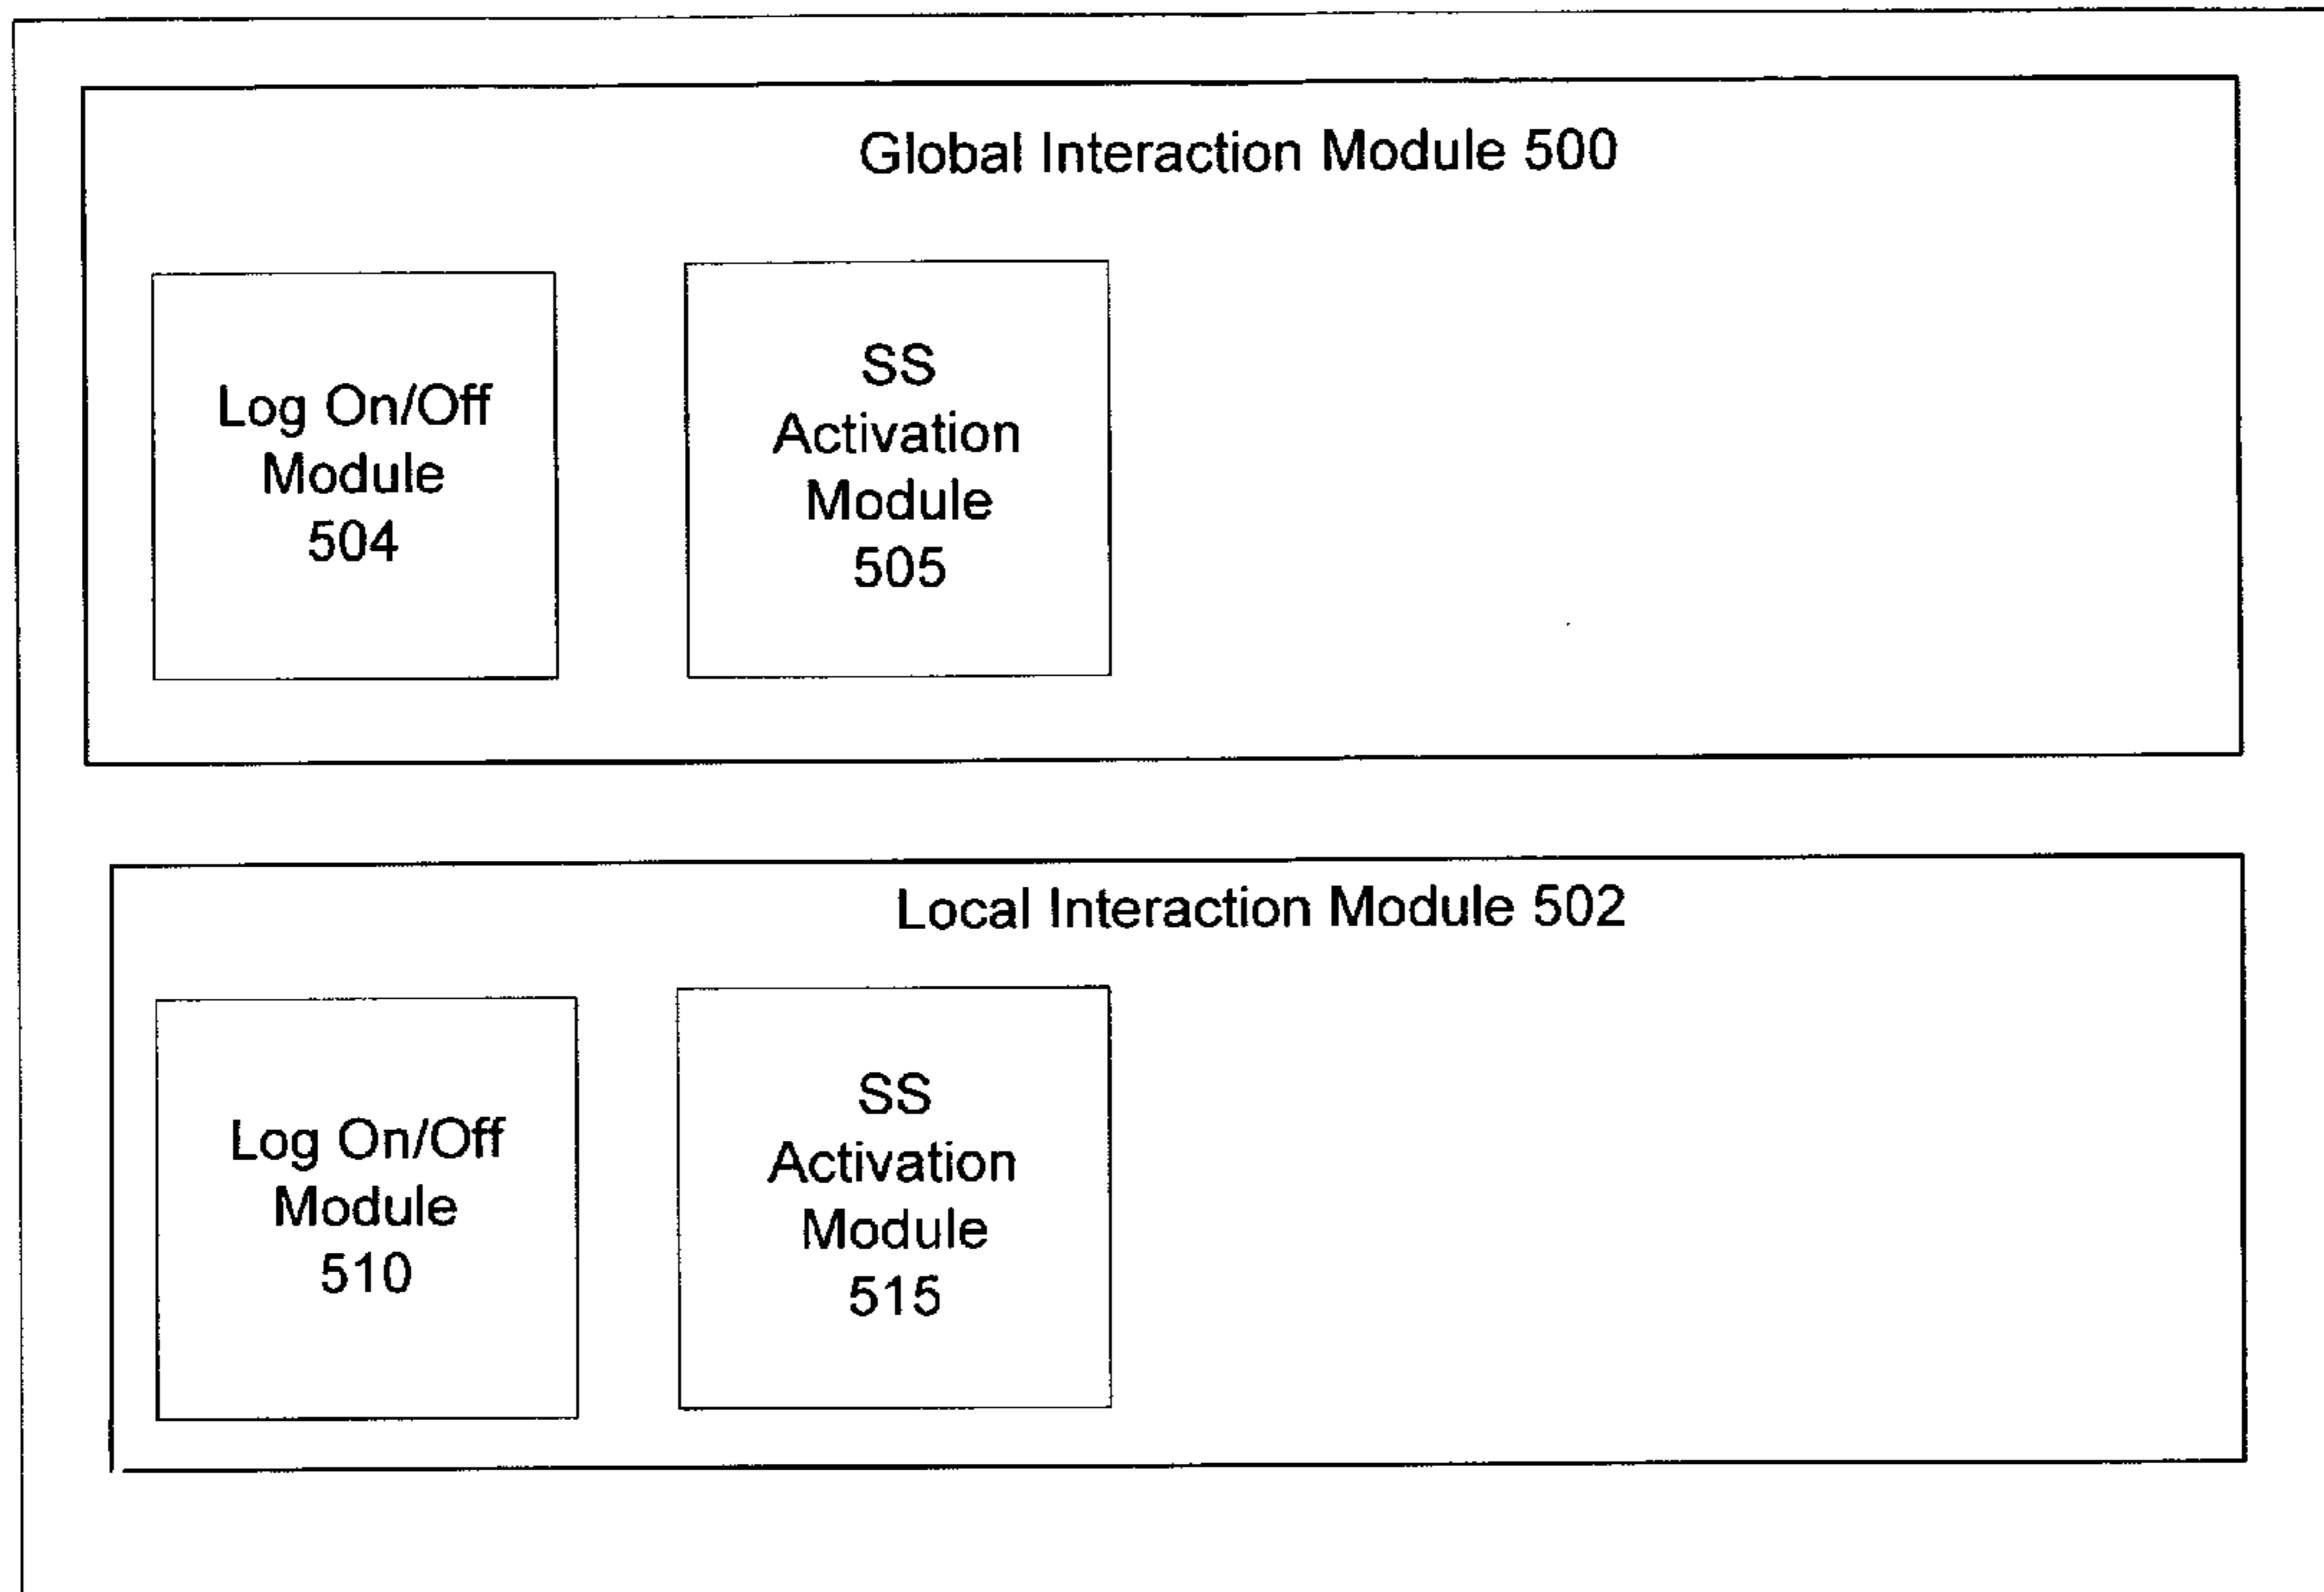 Global Interaction Module 500
Log On/Off
Module
504
SS
Activation
Module
505
Local Interaction Module 502
Log On/Off
Module
510
SS
Activation
Module
515